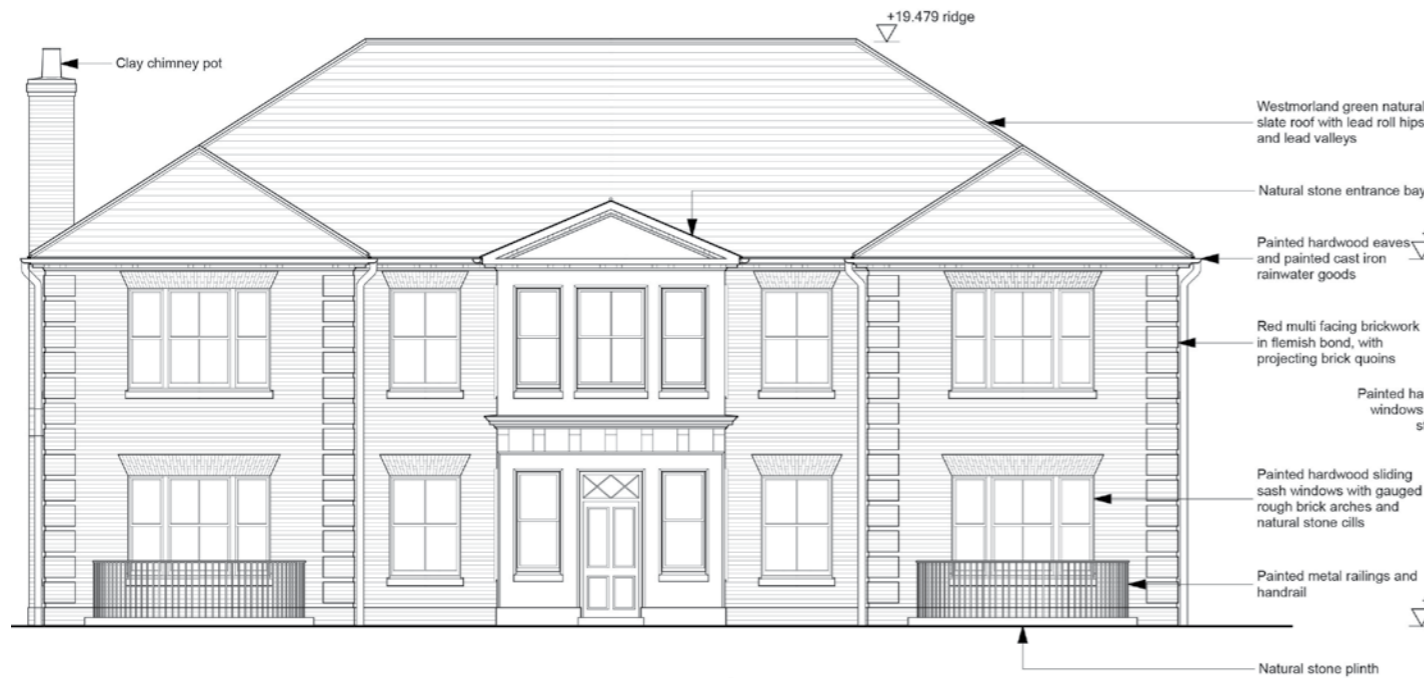 +19.479 ridge
Clay chimney pot
Westmorland green natural
slate roof with lead roll hips
and lead valleys
Natural stone entrance bay
Painted hardwood eaves
and painted cast iron
rainwater goods
Red multi facing brickwork
in flemish bond, with
projecting brick quoins
Painted ha
windows
st
Painted hardwood sliding
sash windows with gauged
rough brick arches and
natural stone cills
Painted metal railings and
handrail
Natural stone plinth